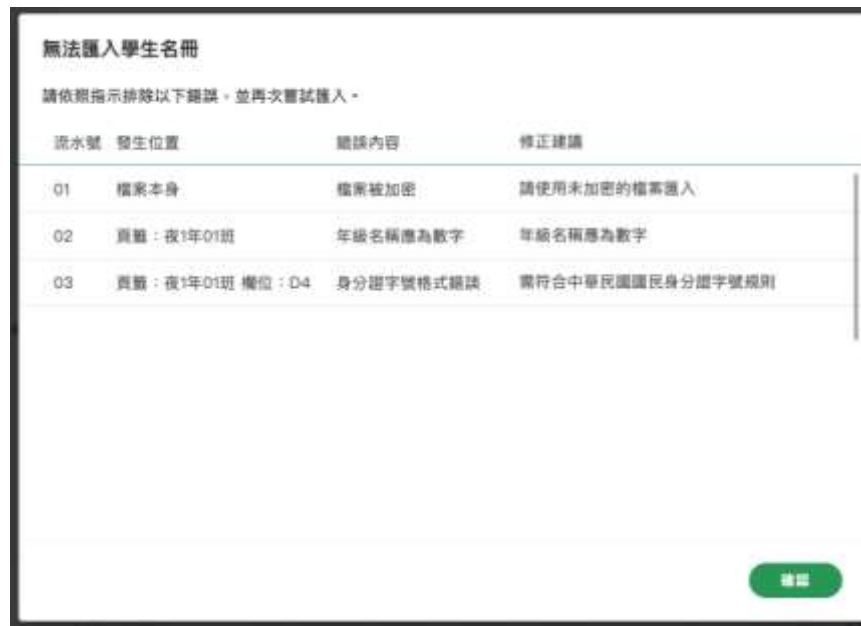 無法匯入學生名冊
請依照指示排除以下錯誤，並再次嘗試匯入。
流水號 發生位置 錯誤內容 修正建議
01 檔案本身 檔案被加密 請使用未加密的檔案匯入
02 頁籤：夜1年01班 年級名稱應為數字 年級名稱應為數字
03 頁籤：夜1年01班 欄位：D4 身分證字號格式錯誤 需符合中華民國國民身分證字號規則
確認